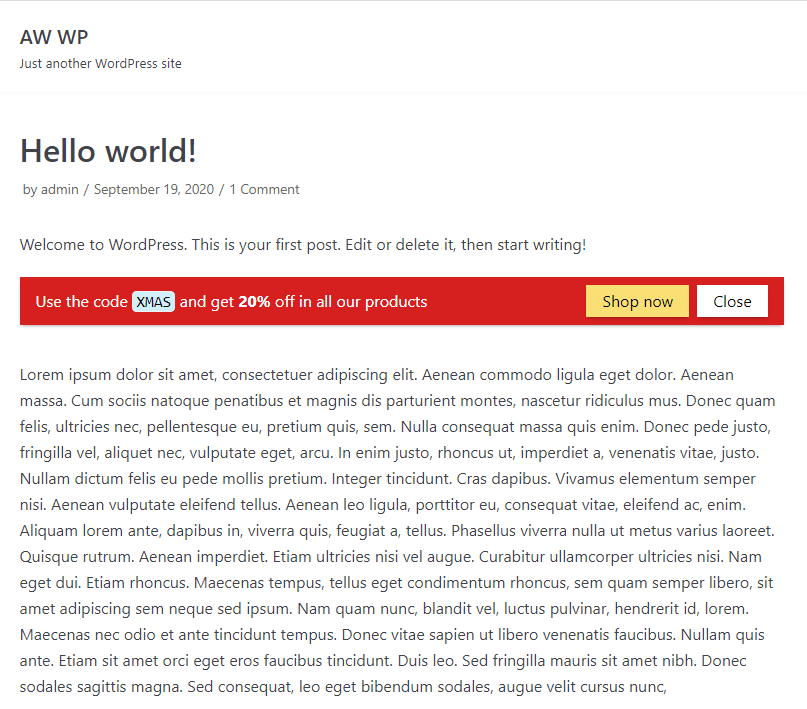 AW WP
Just another WordPress site
Hello world!
by admin / September 19, 2020 / 1 Comment
Welcome to WordPress. This is your first post. Edit or delete it, then start writing!
Use the code XMAS and get 20% off in all our products Shop now Close
Lorem ipsum dolor sit amet, consectetuer adipiscing elit. Aenean commodo ligula eget dolor. Aenean
massa. Cum sociis natoque penatibus et magnis dis parturient montes, nascetur ridiculus mus. Donec quam
felis, ultricies nec, pellentesque eu, pretium quis, sem. Nulla consequat massa quis enim. Donec pede justo,
fringilla vel, aliquet nec, vulputate eget, arcu. In enim justo, rhoncus ut, imperdiet a, venenatis vitae, justo.
Nullam dictum felis eu pede mollis pretium. Integer tincidunt. Cras dapibus. Vivamus elementum semper
nisi. Aenean vulputate eleifend tellus. Aenean leo ligula, porttitor eu, consequat vitae, eleifend ac, enim.
Aliquam lorem ante, dapibus in, viverra quis, feugiat a, tellus. Phasellus viverra nulla ut metus varius laoreet.
Quisque rutrum. Aenean imperdiet. Etiam ultricies nisi vel augue. Curabitur ullamcorper ultricies nisi. Nam
eget dui. Etiam rhoncus. Maecenas tempus, tellus eget condimentum rhoncus, sem quam semper libero, sit
amet adipiscing sem neque sed ipsum. Nam quam nunc, blandit vel, luctus pulvinar, hendrerit id, lorem.
Maecenas nec odio et ante tincidunt tempus. Donec vitae sapien ut libero venenatis faucibus. Nullam quis
ante. Etiam sit amet orci eget eros faucibus tincidunt. Duis leo. Sed fringilla mauris sit amet nibh. Donec
sodales sagittis magna. Sed consequat, leo eget bibendum sodales, augue velit cursus nunc,